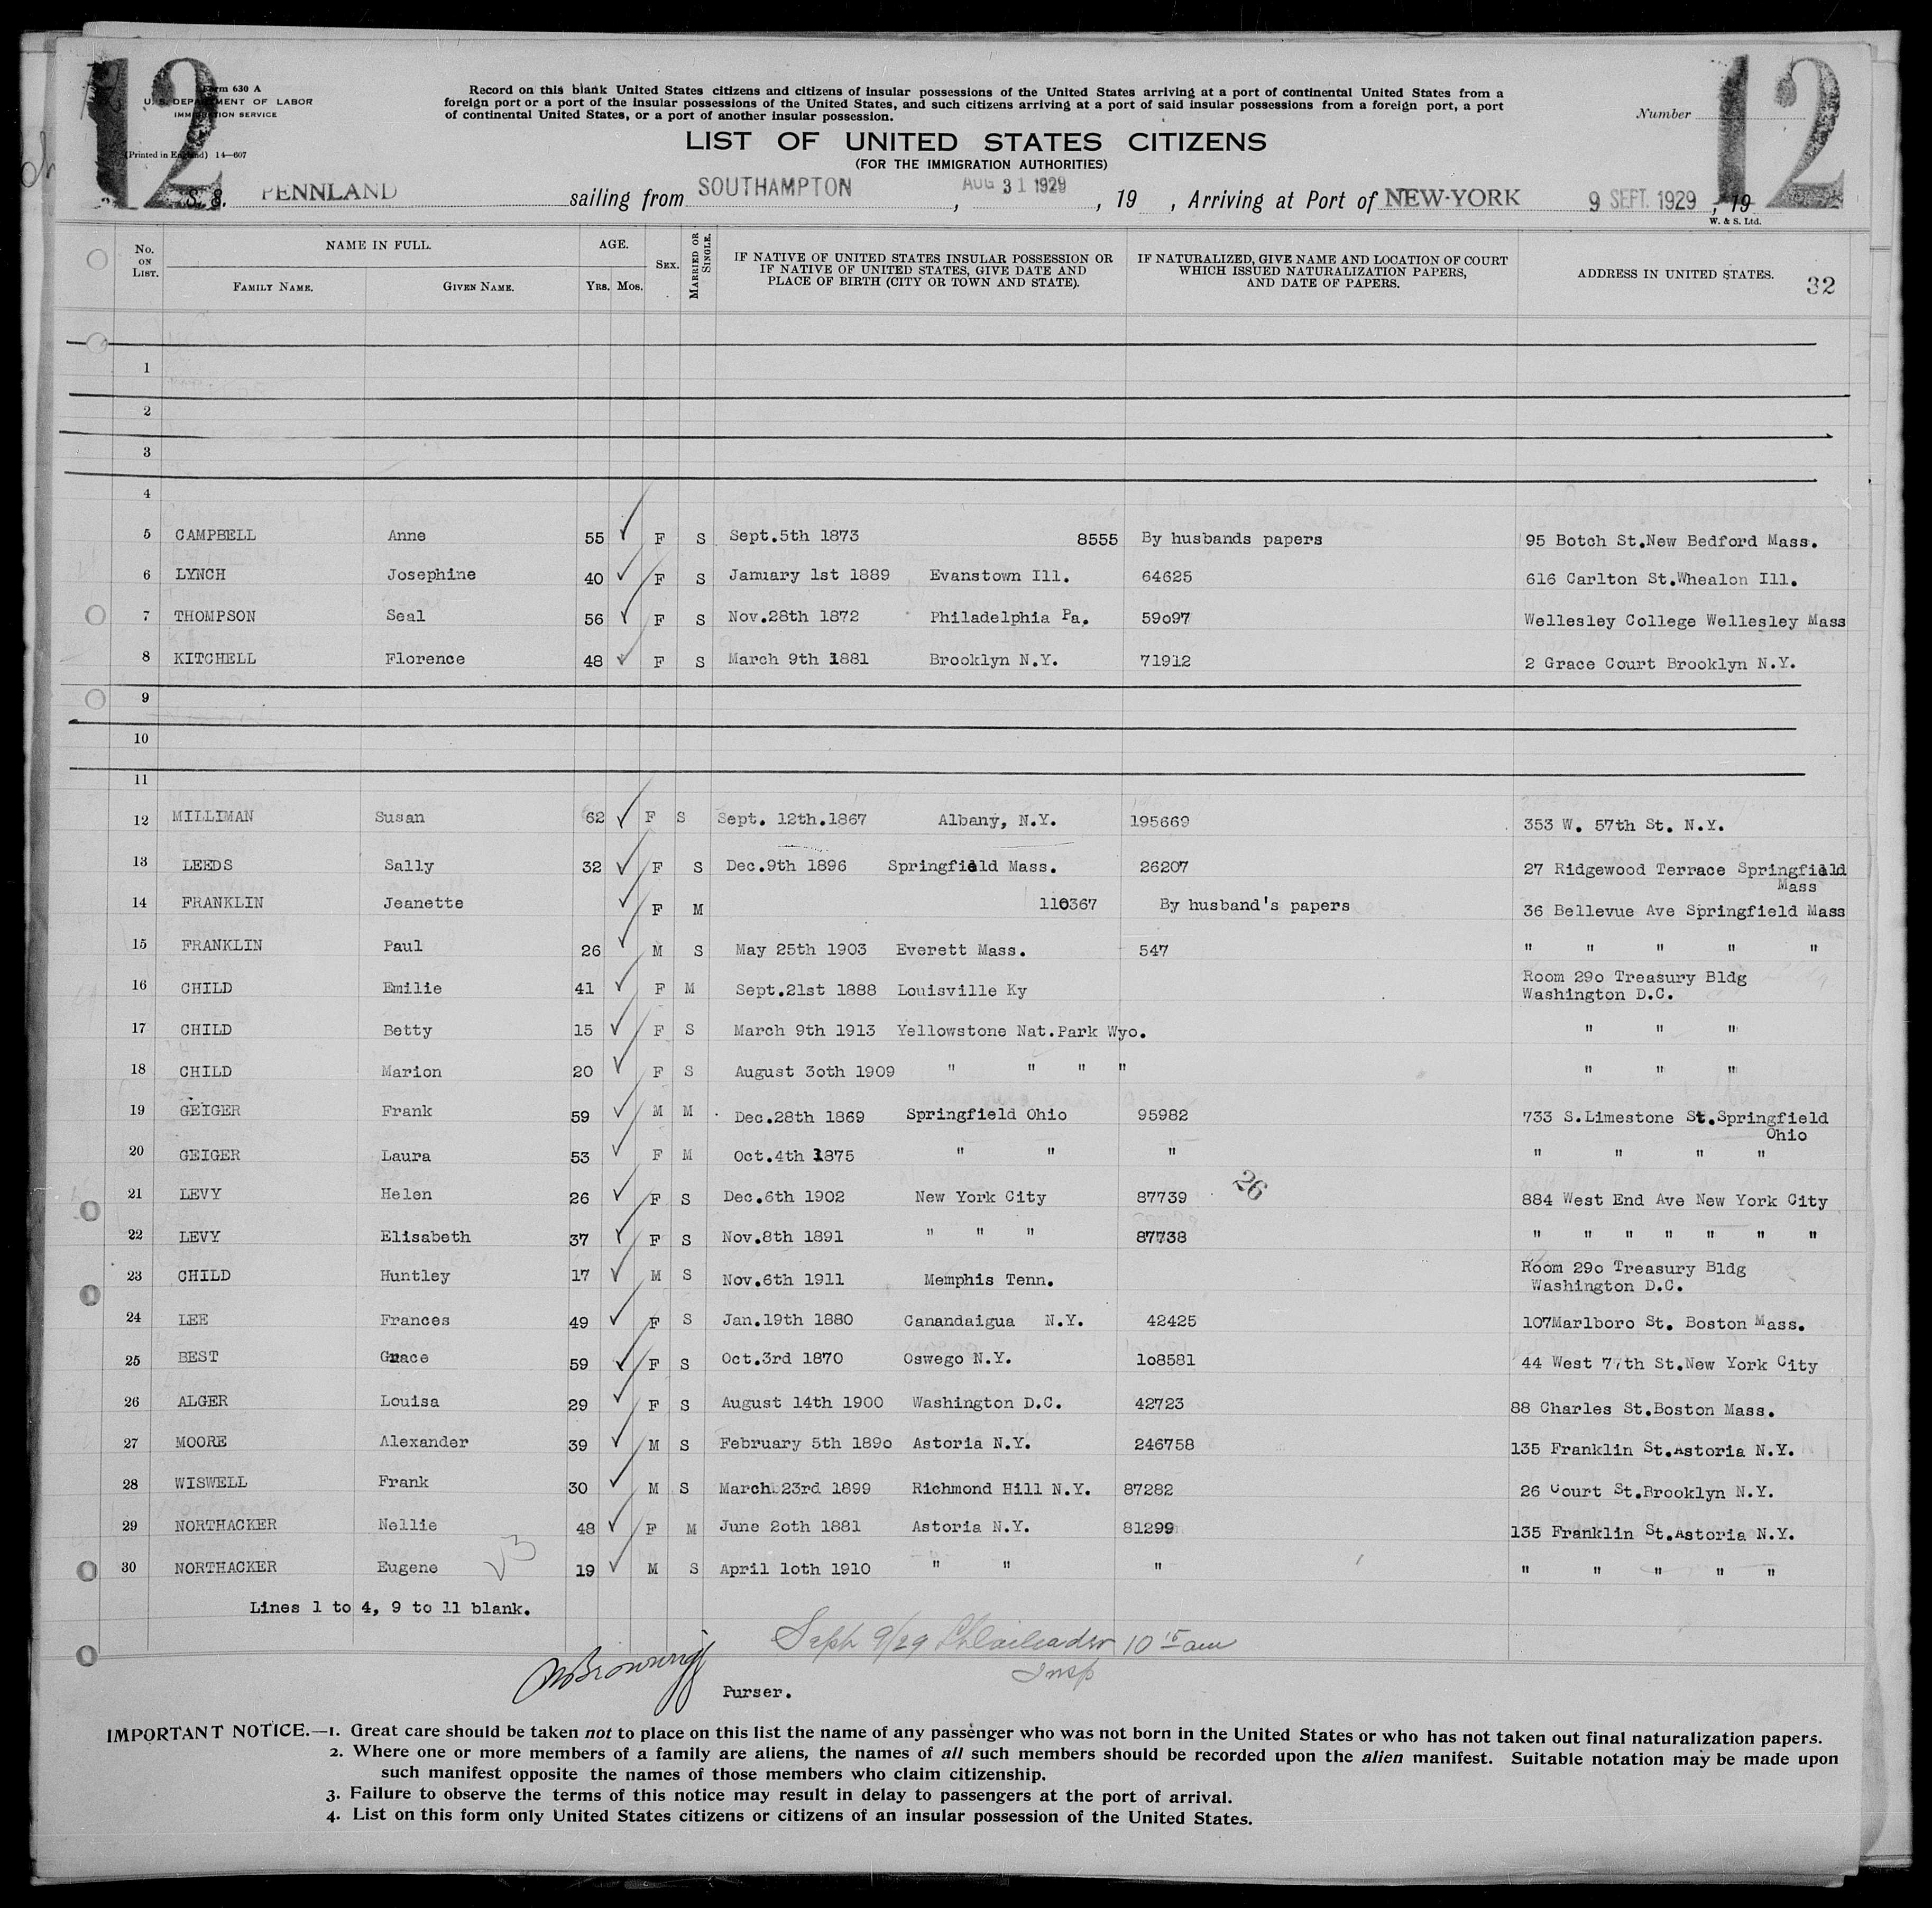 12
12
Form 630 A
U. S. DEPARTMENT OF LABOR
IMMIGRATION SERVICE
(Printed in England) 14—607
Record on this blank United States citizens and citizens of insular possessions of the United States arriving at a port of continental United States from a
foreign port or a port of the insular possessions of the United States, and such citizens arriving at a port of said insular possessions from a foreign port, a port
of continental United States, or a port of another insular possession.
Number
LIST OF UNITED STATES CITIZENS
(FOR THE IMMIGRATION AUTHORITIES)
S. S. PENNLAND sailing from SOUTHAMPTON, AUG 31 1929, 19 , Arriving at Port of NEW-YORK 9 SEPT. 1929, 19
W. & S. Ltd.
No. ON LIST. NAME IN FULL. AGE. SEX. MARRIED OR SINGLE. IF NATIVE OF UNITED STATES INSULAR POSSESSION OR IF NATIVE OF UNITED STATES, GIVE DATE AND PLACE OF BIRTH (CITY OR TOWN AND STATE). IF NATURALIZED, GIVE NAME AND LOCATION OF COURT WHICH ISSUED NATURALIZATION PAPERS, AND DATE OF PAPERS. ADDRESS IN UNITED STATES. 32
FAMILY NAME. GIVEN NAME. YRS. MOS.
1
2
3
4
5 CAMPBELL Anne 55 F S Sept.5th 1873 8555 By husbands papers 95 Botch St.New Bedford Mass.
6 LYNCH Josephine 40 F S January 1st 1889 Evanstown Ill. 64625 616 Carlton St.Whealon Ill.
7 THOMPSON Seal 56 F S Nov.28th 1872 Philadelphia Pa. 59o97 Wellesley College Wellesley Mass
8 KITCHELL Florence 48 F S March 9th 1881 Brooklyn N.Y. 71912 2 Grace Court Brooklyn N.Y.
9
10
11
12 MILLIMAN Susan 62 F S Sept. 12th.1867 Albany, N.Y. 195669 353 W. 57th St. N.Y.
13 LEEDS Sally 32 F S Dec.9th 1896 Springfield Mass. 26207 27 Ridgewood Terrace Springfield
Mass
14 FRANKLIN Jeanette F M 110367 By husband's papers 36 Bellevue Ave Springfield Mass
15 FRANKLIN Paul 26 M S May 25th 1903 Everett Mass. 547 " " " " "
16 CHILD Emilie 41 F M Sept.21st 1888 Louisville Ky Room 29o Treasury Bldg
Washington D.C.
17 CHILD Betty 15 F S March 9th 1913 Yellowstone Nat.Park Wyo. " " "
18 CHILD Marion 20 F S August 3oth 1909 " " " " " " "
19 GEIGER Frank 59 M M Dec.28th 1869 Springfield Ohio 95982 733 S.Limestone St.Springfield
Ohio
20 GEIGER Laura 53 F M Oct.4th 1875 " " " " " " "
21 LEVY Helen 26 F S Dec.6th 1902 New York City 87739 26 884 West End Ave New York City
22 LEVY Elisabeth 37 F S Nov.8th 1891 " " " 87738 " " " " " " "
23 CHILD Huntley 17 M S Nov.6th 1911 Memphis Tenn. Room 29o Treasury Bldg
Washington D.C.
24 LEE Frances 49 F S Jan.19th 1880 Canandaigua N.Y. 42425 107Marlboro St. Boston Mass.
25 BEST Grace 59 F S Oct.3rd 1870 Oswego N.Y. 1o8581 44 West 77th St.New York City
26 ALGER Louisa 29 F S August 14th 1900 Washington D.C. 42723 88 Charles St.Boston Mass.
27 MOORE Alexander 39 M S February 5th 189o Astoria N.Y. 246758 135 Franklin St.Astoria N.Y.
28 WISWELL Frank 30 M S March 23rd 1899 Richmond Hill N.Y. 87282 26 Court St.Brooklyn N.Y.
29 NORTHACKER Nellie 48 F M June 2oth 1881 Astoria N.Y. 81299 135 Franklin St.Astoria N.Y.
30 NORTHACKER Eugene 19 M S April 1oth 1910 " " " " " " " "
Lines 1 to 4, 9 to 11 blank.
Sept 9/29 10 15 am
Insp
Browning
Purser.
IMPORTANT NOTICE.—1. Great care should be taken not to place on this list the name of any passenger who was not born in the United States or who has not taken out final naturalization papers.
2. Where one or more members of a family are aliens, the names of all such members should be recorded upon the alien manifest. Suitable notation may be made upon
such manifest opposite the names of those members who claim citizenship.
3. Failure to observe the terms of this notice may result in delay to passengers at the port of arrival.
4. List on this form only United States citizens or citizens of an insular possession of the United States.